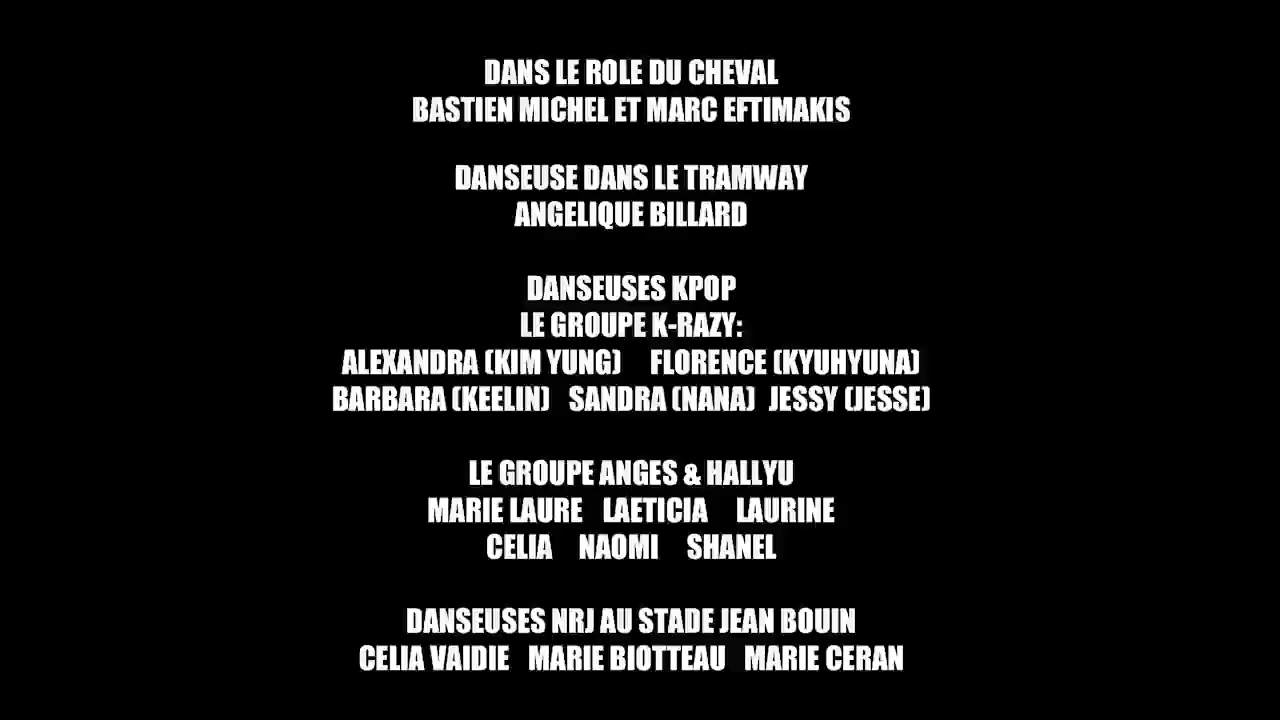 DANS LE ROLE DU CHEVAL
BASTIEN MICHEL ET MARC EFTIMAKIS
DANSEUSE DANS LE TRAMWAY
ANGELIQUE BILLARD
DANSEUSES KPOP
LE GROUPE K-RAZY:
ALEXANDRA (KIM YUNG) FLORENCE (KYUHYUNA)
BARBARA (KEELIN) SANDRA (NANA) JESSY (JESSE)
LE GROUPE ANGES & HALLYU
MARIE LAURE LAETICIA LAURINE
CELIA NAOMI SHANEL
DANSEUSES NRJ AU STADE JEAN BOUIN
CELIA VAIDIE MARIE BIOTTEAU MARIE CERAN